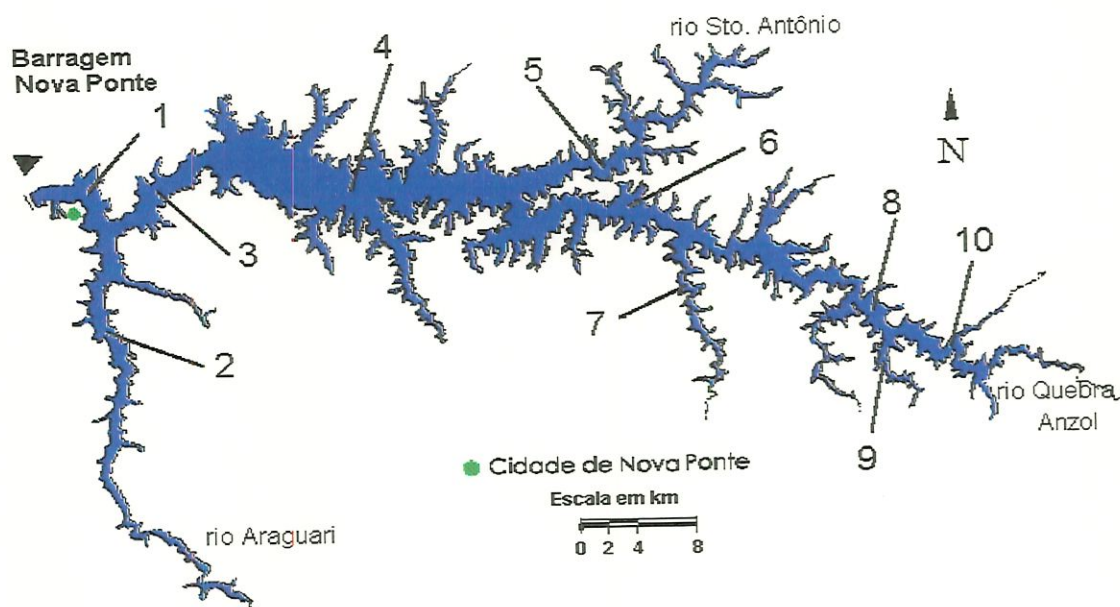 rio Sto. Antônio
Barragem
Nova Ponte
1
4
5
6
N
3
8
10
7
2
rio Quebra
Anzol
9
Cidade de Nova Ponte
Escala em km
0 2 4 8
rio Araguari